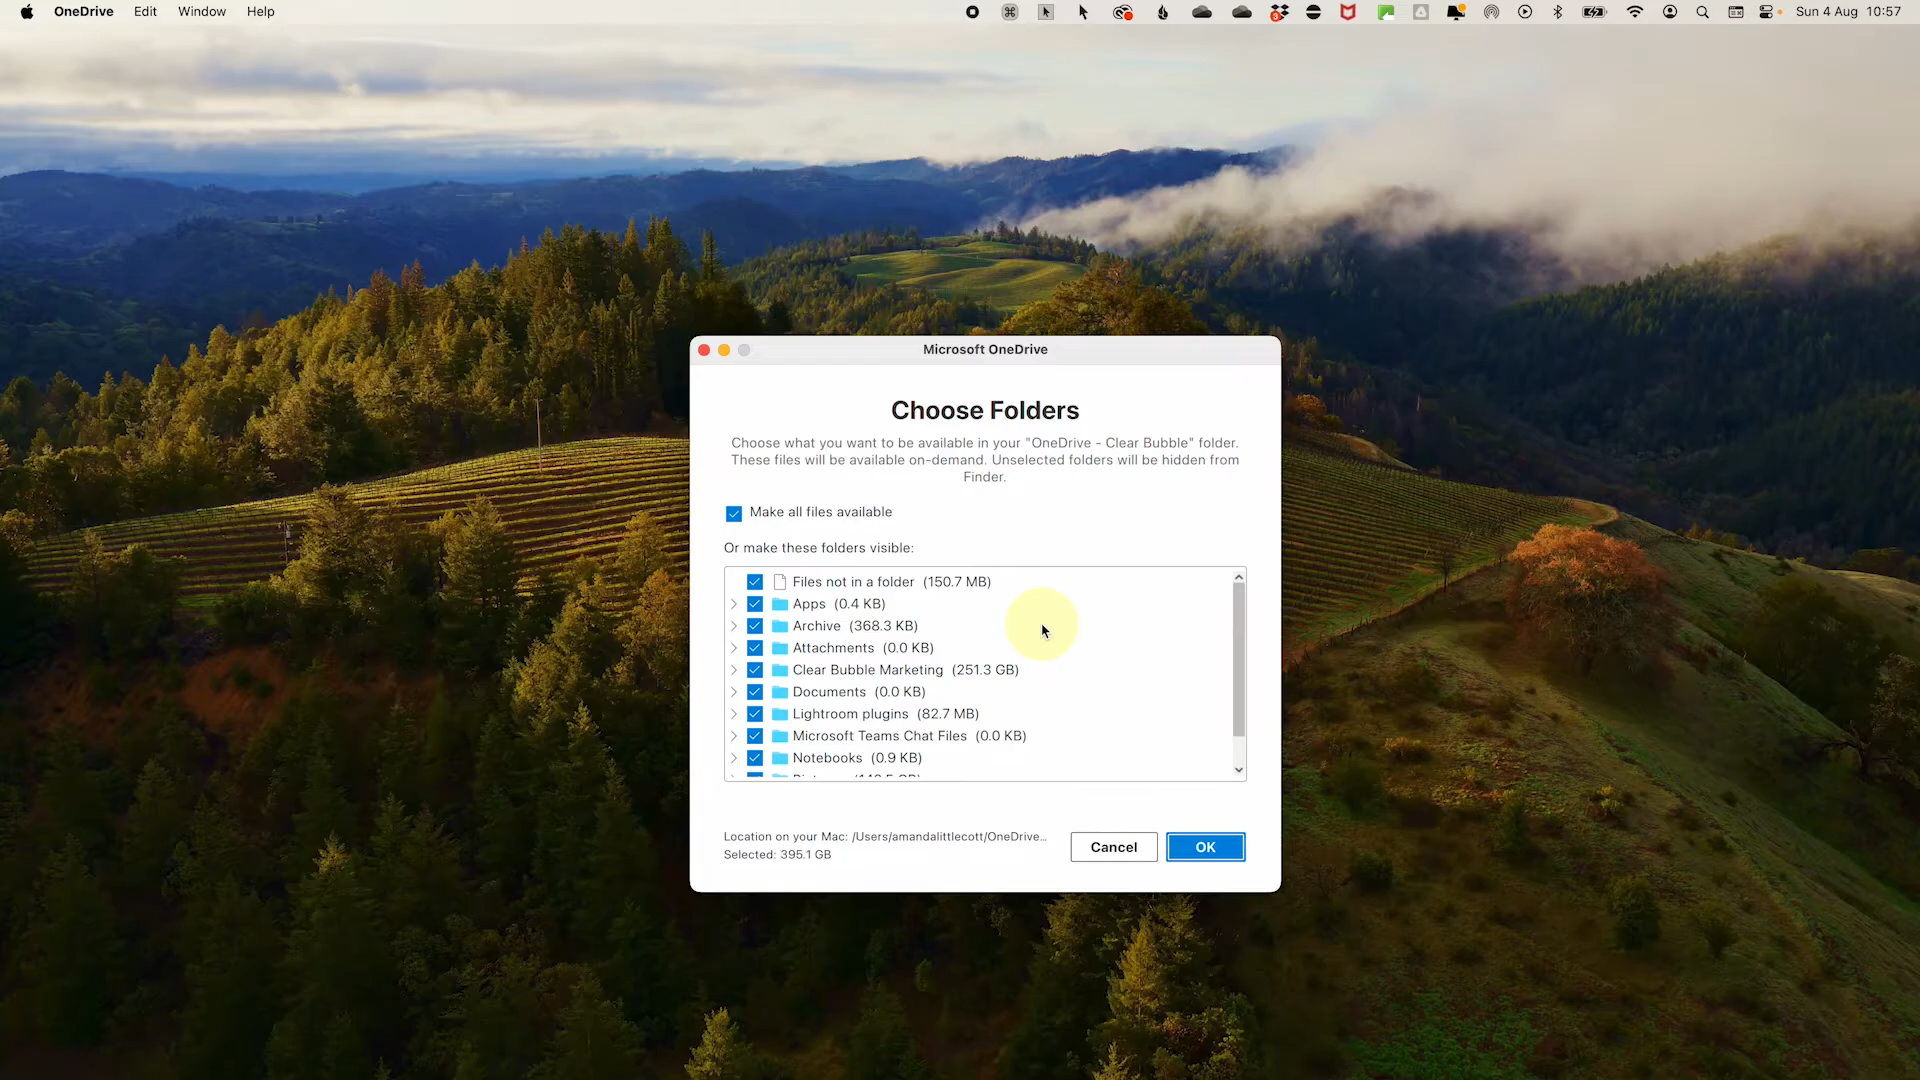 OneDrive Edit Window Help
3
Sun 4 Aug 10:57
Microsoft OneDrive
Choose Folders
Choose what you want to be available in your "OneDrive - Clear Bubble" folder.
These files will be available on-demand. Unselected folders will be hidden from
Finder.
Make all files available
Or make these folders visible:
Files not in a folder (150.7 MB)
Apps (0.4 KB)
Archive (368.3 KB)
Attachments (0.0 KB)
Clear Bubble Marketing (251.3 GB)
Documents (0.0 KB)
Lightroom plugins (82.7 MB)
Microsoft Teams Chat Files (0.0 KB)
Notebooks (0.9 KB)
Location on your Mac: /Users/amandalittlecott/OneDrive...
Selected: 395.1 GB
Cancel
OK